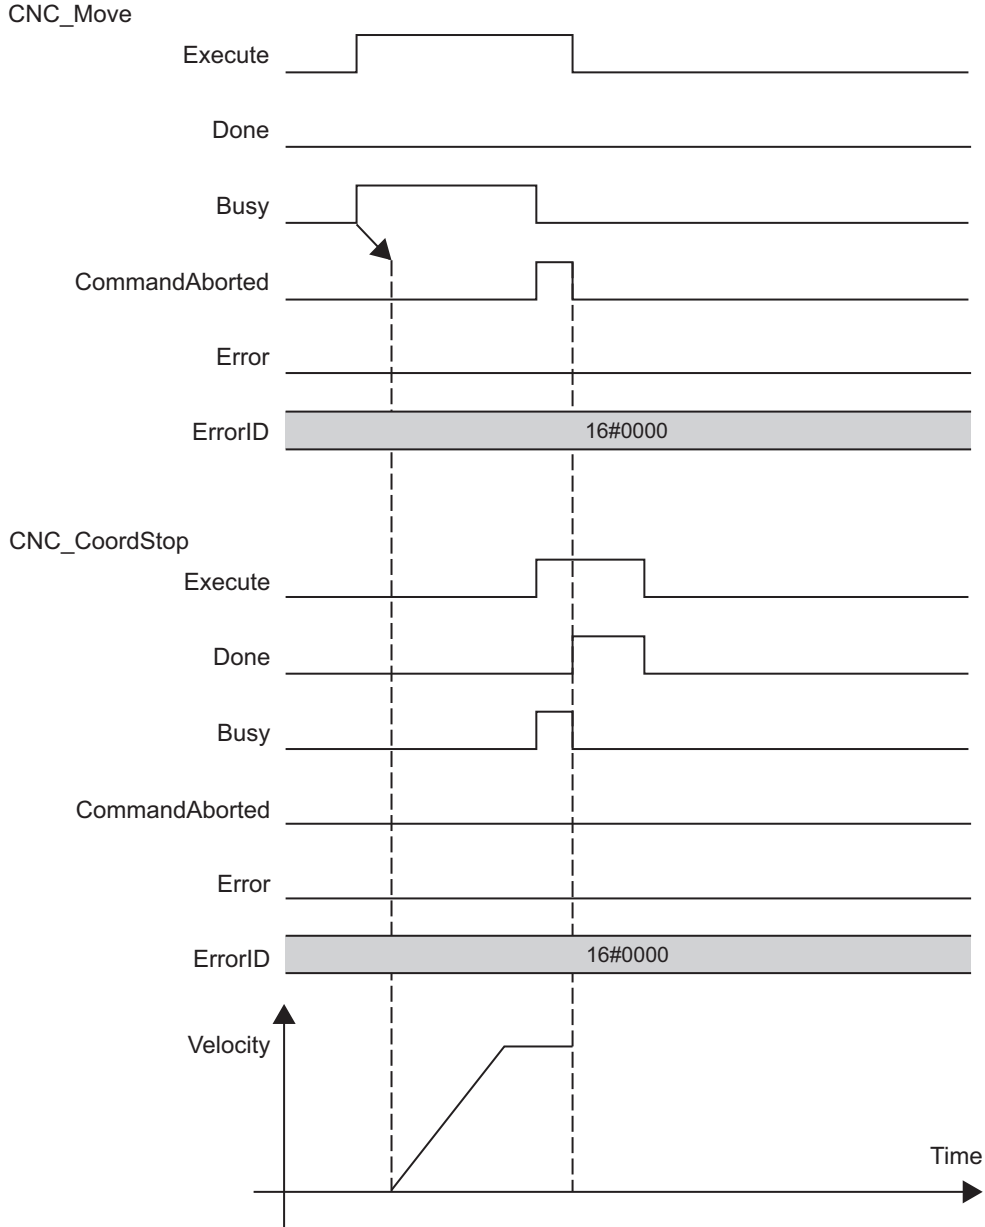 CNC_Move
Execute
Done
Busy
CommandAborted
Error
ErrorID
16#0000
CNC_CoordStop
Execute
Done
Busy
CommandAborted
Error
ErrorID
16#0000
Velocity
Time